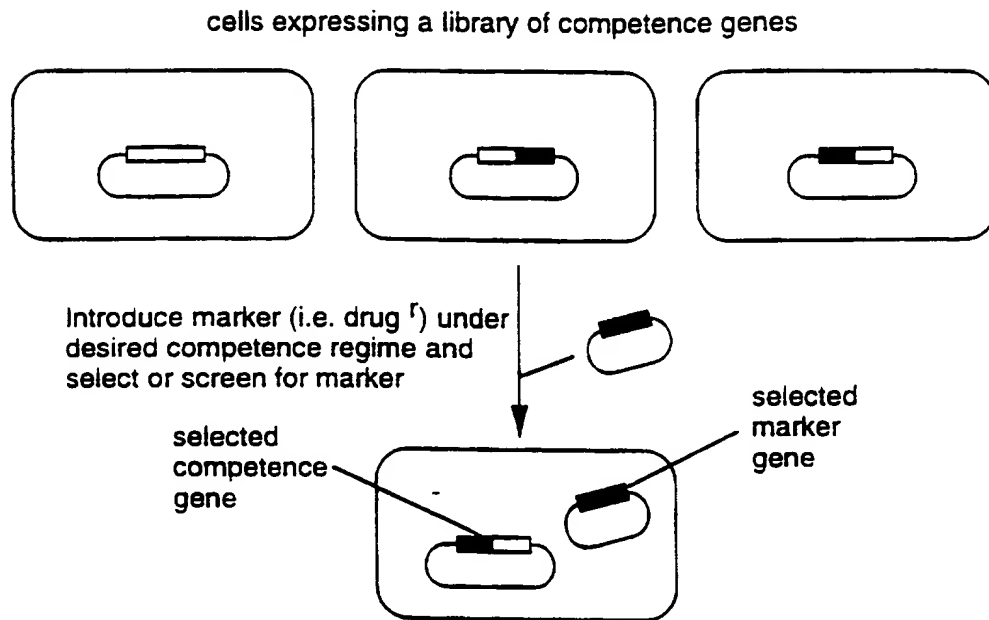 cells expressing a library of competence genes
Introduce marker (i.e. drug r) under
desired competence regime and
select or screen for marker
selected
marker
gene
selected
competence
gene